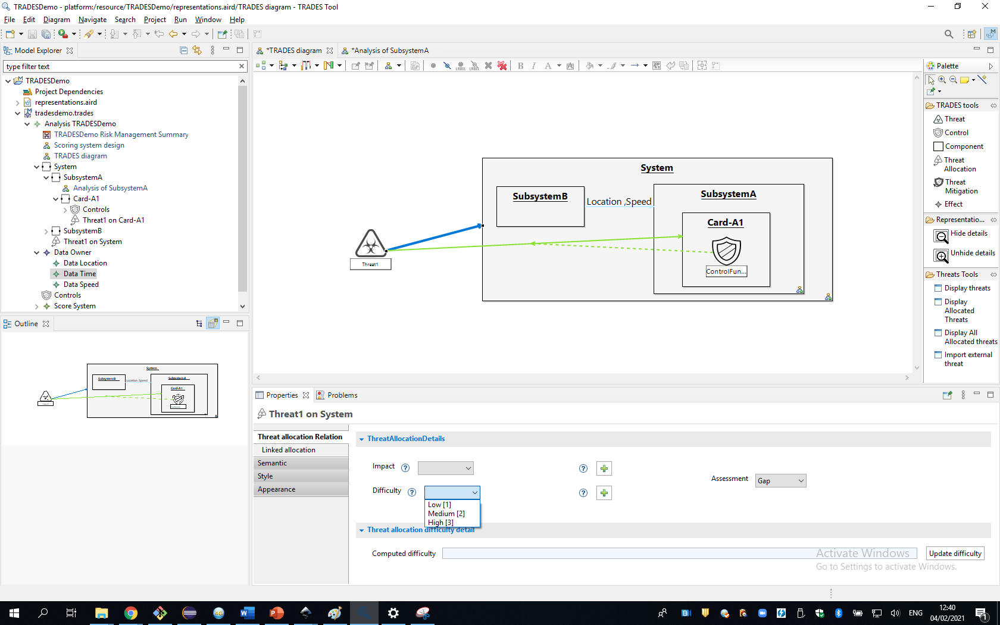 TRADESDemo - platform:/resource/TRADESDemo/representations.aird/TRADES diagram - TRADES Tool
File Edit Diagram Navigate Search Project Run Window Help
Model Explorer
type filter text
TRADESDemo
Project Dependencies
representations.aird
tradesdemo.trades
Analysis TRADESDemo
TRADESDemo Risk Management Summary
Scoring system design
TRADES diagram
System
SubsystemA
Analysis of SubsystemA
Card-A1
Controls
Threat1 on Card-A1
SubsystemB
Threat1 on System
Data Owner
Data Location
Data Time
Data Speed
Controls
Score System
Outline
System
SubsystemB
Location ,Speed
SubsystemA
Card-A1
*TRADES diagram
*Analysis of SubsystemA
LABEL LABEL
B I A
System
SubsystemB
Location ,Speed
SubsystemA
Card-A1
ControlFun...
Threat1
Palette
TRADES tools
Threat
Control
Component
Threat
Allocation
Threat
Mitigation
Effect
Representatio...
Hide details
Unhide details
Threats Tools
Display threats
Display
Allocated
Threats
Display All
Allocated threats
Import external
threat
Properties
Problems
Threat1 on System
Threat allocation Relation
Linked allocation
Semantic
Style
Appearance
ThreatAllocationDetails
Impact
Difficulty
Low [1]
Medium [2]
High [3]
Assessment
Gap
Threat allocation difficulty detail
Computed difficulty
Update difficulty
Activate Windows
Go to Settings to activate Windows.
ENG
12:40
04/02/2021
1